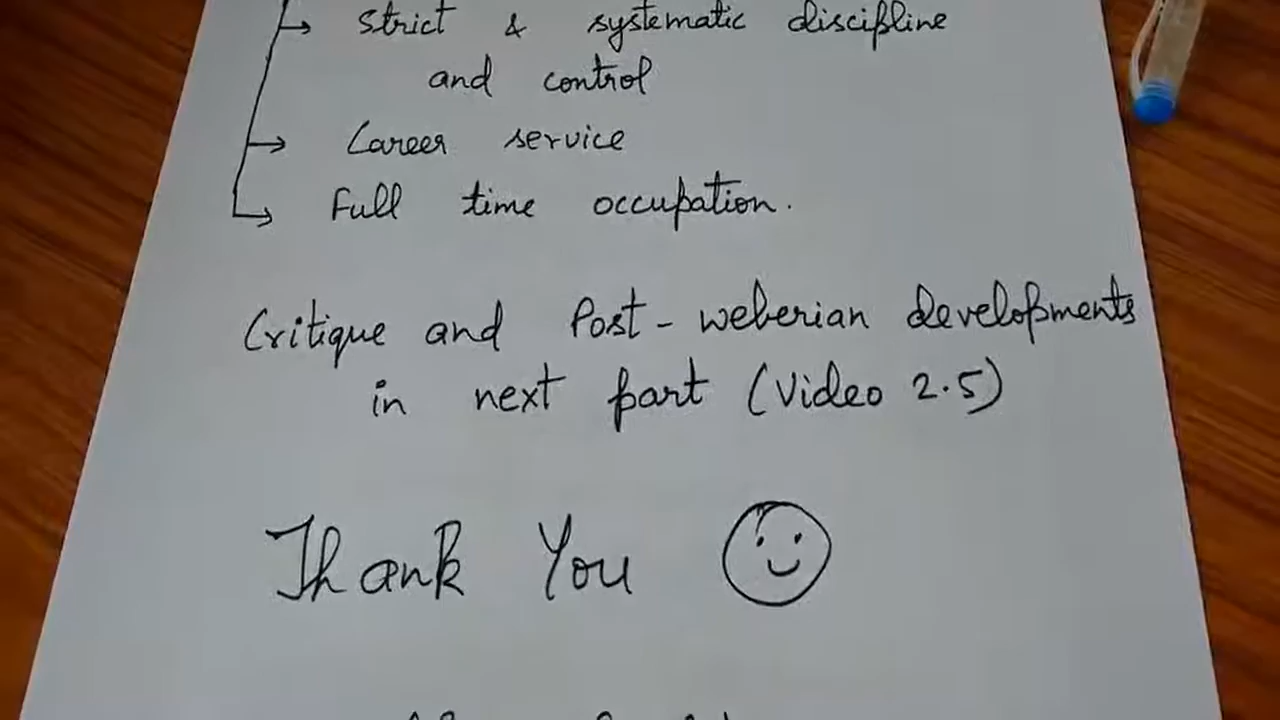 → Strict & systematic discipline
and control
→ Career service
→ Full time occupation.
Critique and Post-weberian developments
in next part (Video 2.5)
Thank You